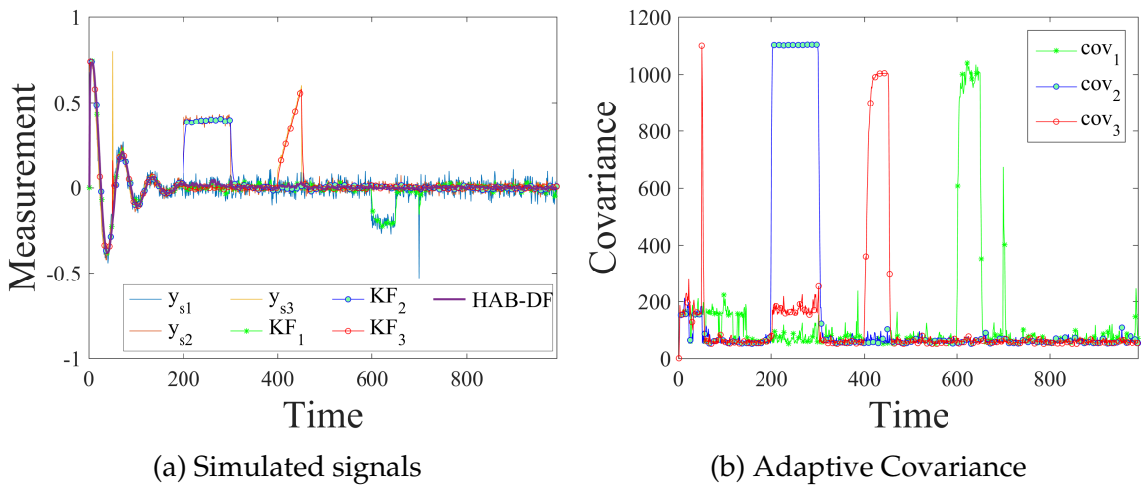 1
0.5
0
-0.5
-1
Measurement
0 200 400 600 800
Time
y_s1 y_s3 KF_2 HAB-DF
y_s2 KF_1 KF_3
(a) Simulated signals
1200
1000
800
600
400
200
0
Covariance
0 200 400 600 800
Time
cov_1
cov_2
cov_3
(b) Adaptive Covariance